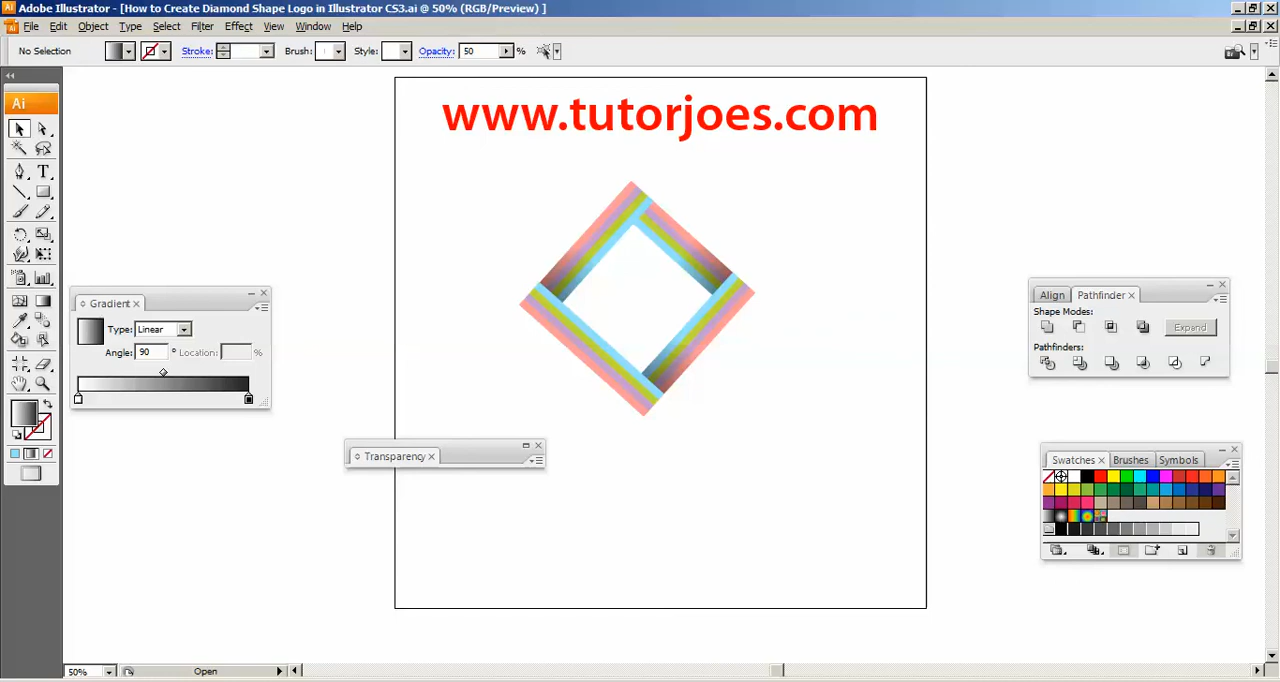 Adobe Illustrator - [How to Create Diamond Shape Logo in Illustrator CS3.ai @ 50% (RGB/Preview) ]
File Edit Object Type Select Filter Effect View Window Help
No Selection Stroke: Brush: Style: Opacity: 50 %
www.tutorjoes.com
Ai
Gradient
Type: Linear
Angle: 90 ° Location: %
Align Pathfinder
Shape Modes:
Expand
Pathfinders:
Transparency
Swatches Brushes Symbols
50% Open